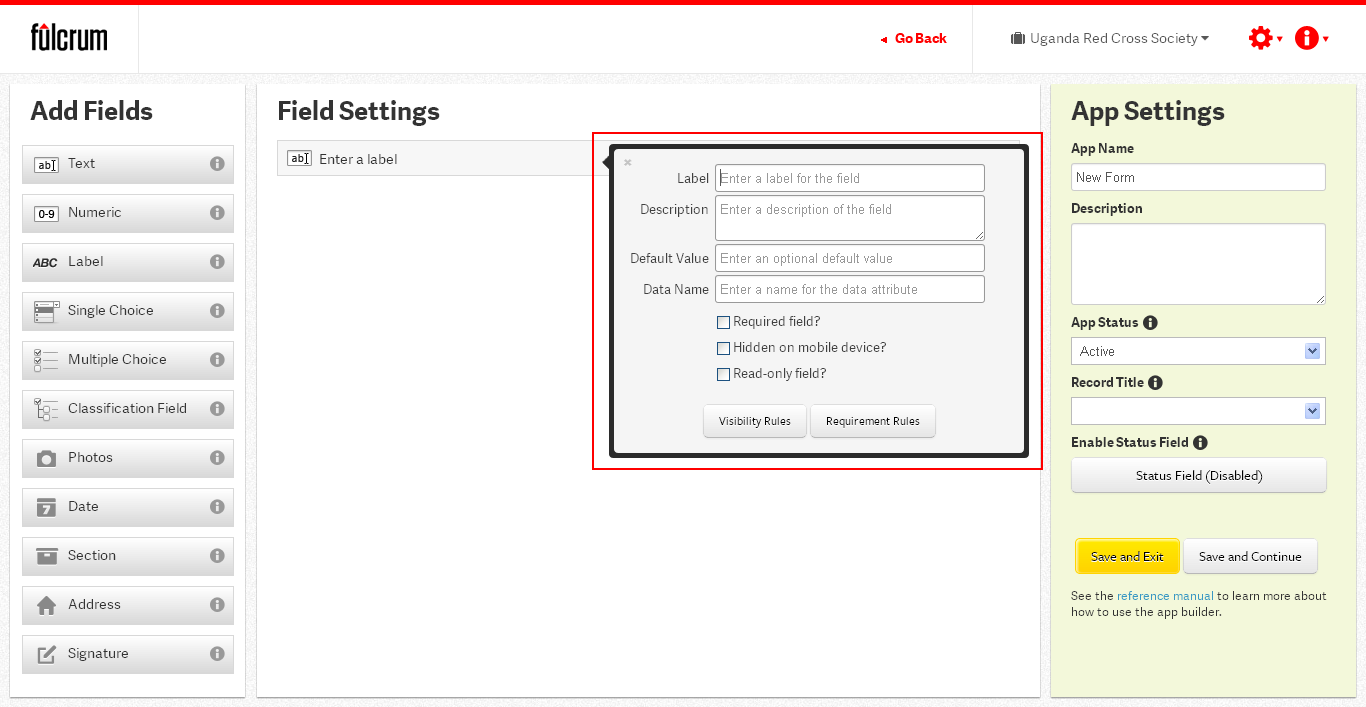 fulcrum
Go Back
Uganda Red Cross Society
Add Fields
Text
Numeric
Label
Single Choice
Multiple Choice
Classification Field
Photos
Date
Section
Address
Signature
ab
0-9
ABC
7
Field Settings
ab
Enter a label
Label
Enter a label for the field
Description
Enter a description of the field
Default Value
Enter an optional default value
Data Name
Enter a name for the data attribute
Required field?
Hidden on mobile device?
Read-only field?
Visibility Rules
Requirement Rules
App Settings
App Name
New Form
Description
App Status
Active
Record Title
Enable Status Field
Status Field (Disabled)
Save and Exit
Save and Continue
See the reference manual to learn more about
how to use the app builder.